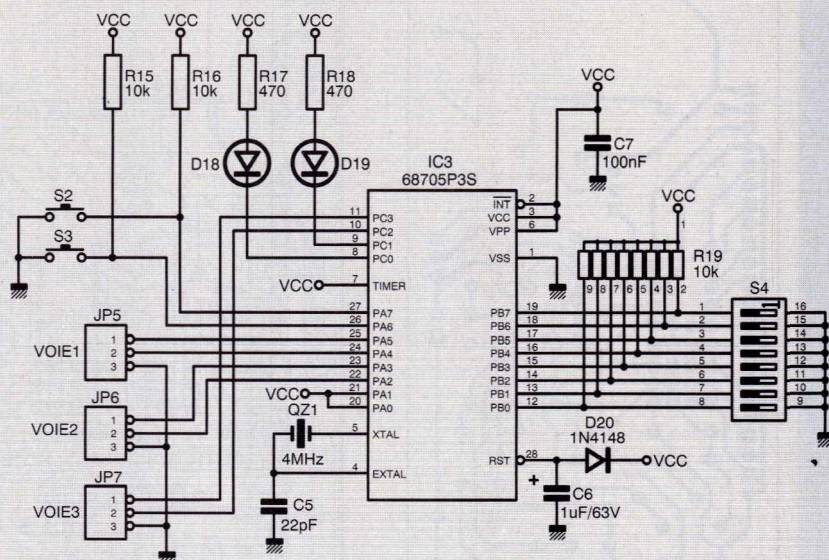 VCC VCC VCC VCC
R15 10k
R16 10k
R17 470
R18 470
D18
D19
VCC
C7
100nF
S2
S3
IC3
68705P3S
11 PC3
10 PC2
9 PC1
8 PC0
VCC 7 TIMER
27 PA7
26 PA6
25 PA5
24 PA4
23 PA3
22 PA2
VCC 21 PA1
20 PA0
5 XTAL
4 EXTAL
INT 2
VCC 3
VPP 6
VSS 1
PB7 19
PB6 18
PB5 17
PB4 16
PB3 15
PB2 14
PB1 13
PB0 12
RST 28
VCC
1
R19
10k
9 8 7 6 5 4 3 2
S4
1
1 16
2 15
3 14
4 13
5 12
6 11
7 10
8 9
JP5
VOIE1
1
2
3
JP6
VOIE2
1
2
3
JP7
VOIE3
1
2
3
QZ1
4MHz
C5
22pF
D20
1N4148
VCC
+
C6
1uF/63V